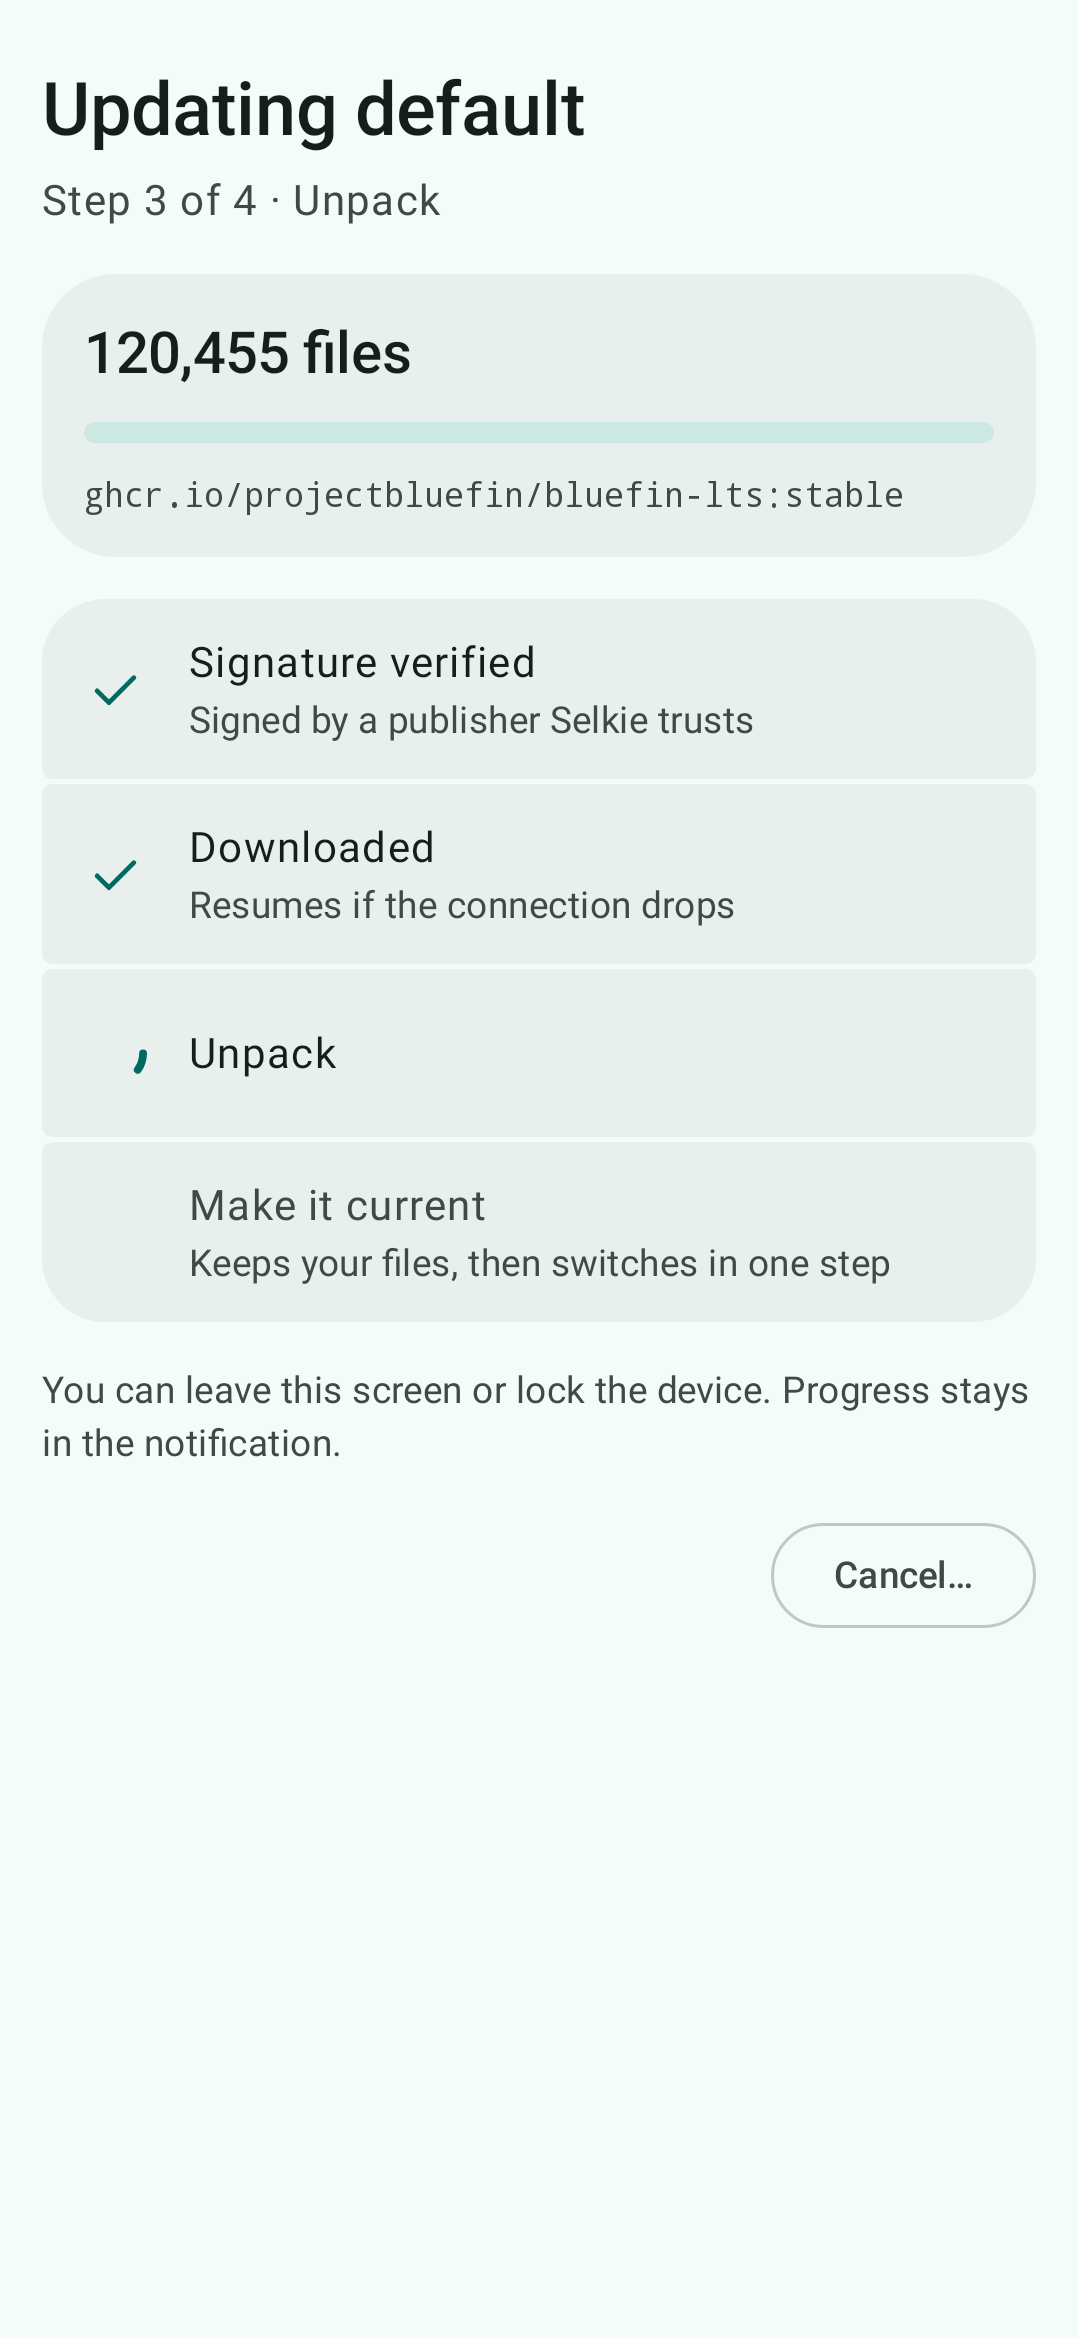 Updating default
Step 3 of 4 · Unpack
120,455 files
ghcr.io/projectbluefin/bluefin-lts:stable
Signature verified
Signed by a publisher Selkie trusts
Downloaded
Resumes if the connection drops
Unpack
Make it current
Keeps your files, then switches in one step
You can leave this screen or lock the device. Progress stays
in the notification.
Cancel…